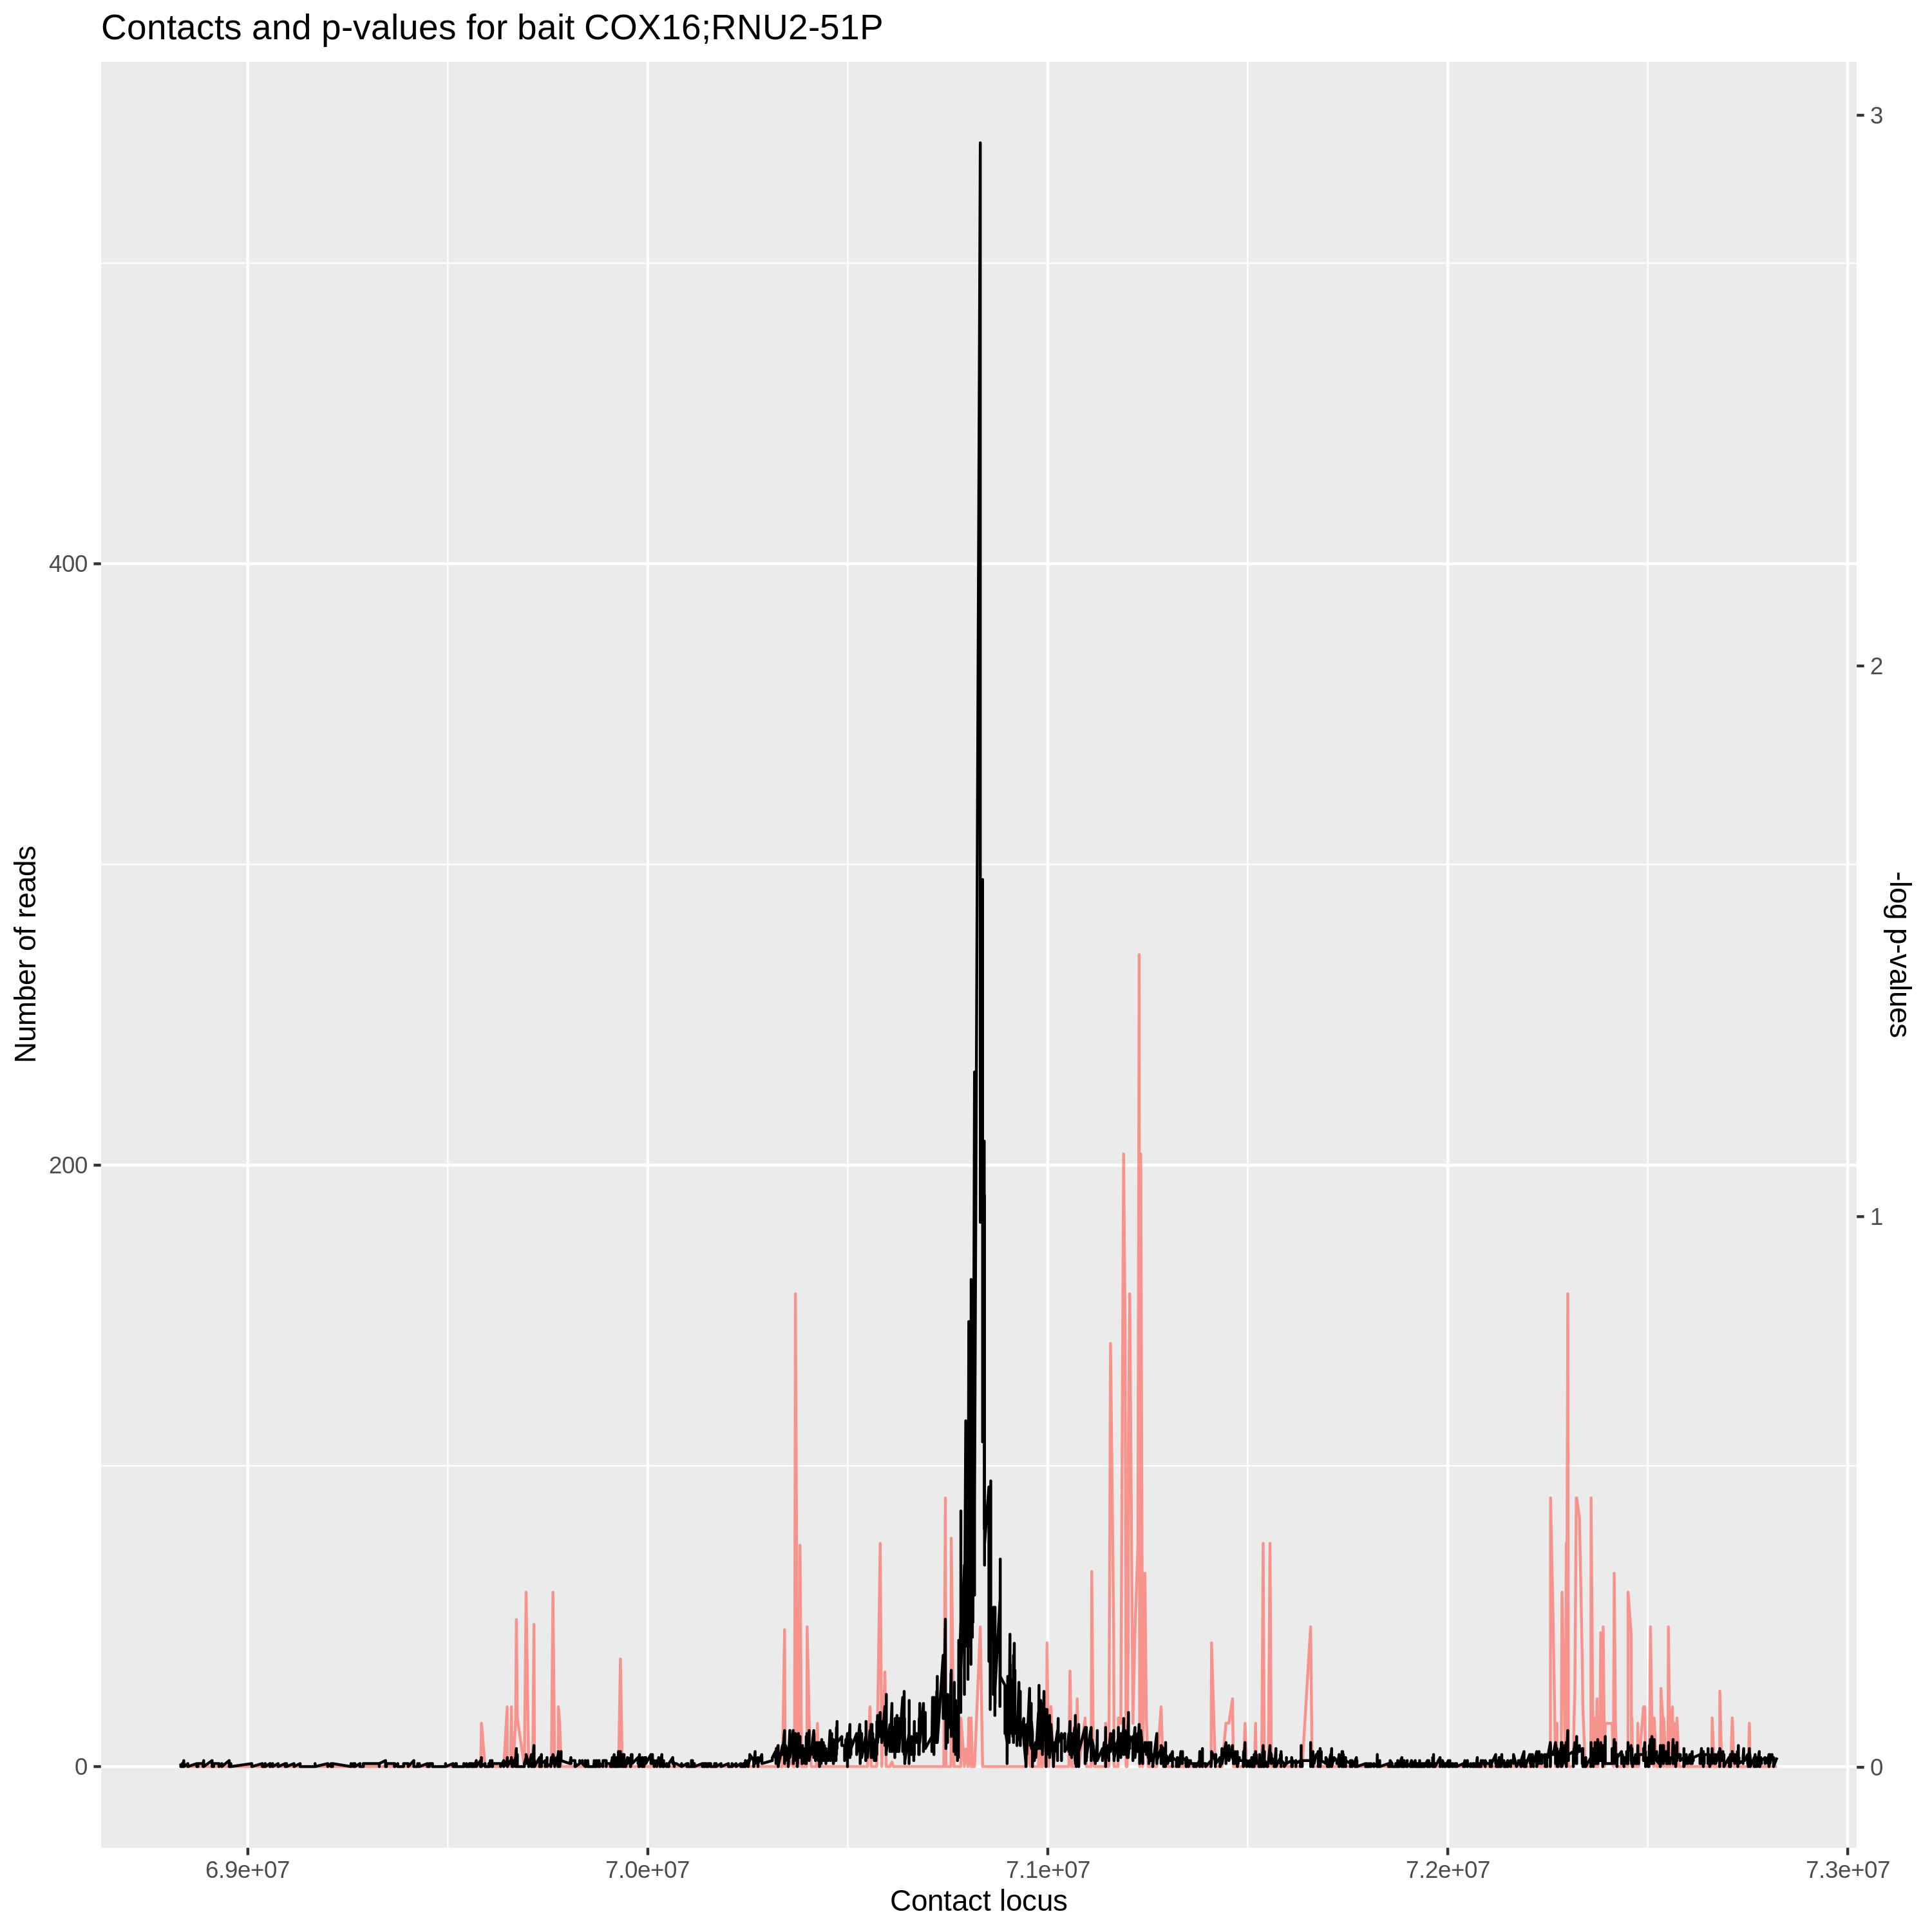 Contacts and p-values for bait COX16;RNU2-51P
3
400
2
Number of reads
-log p-values
200
1
0
0
6.9e+07
7.0e+07
7.1e+07
7.2e+07
7.3e+07
Contact locus